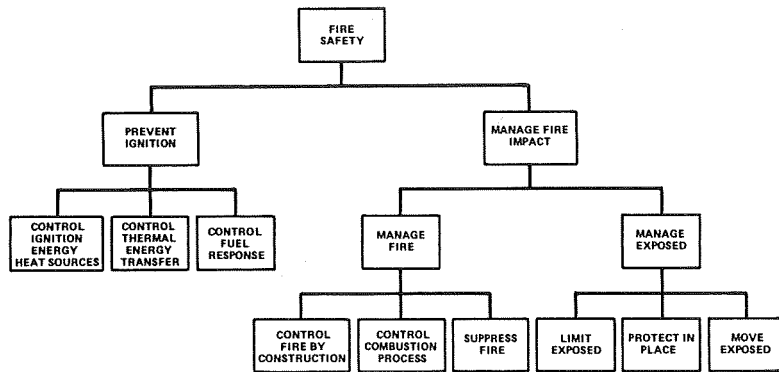 FIRE
SAFETY
PREVENT
IGNITION
MANAGE FIRE
IMPACT
CONTROL
IGNITION
ENERGY
HEAT SOURCES
CONTROL
THERMAL
ENERGY
TRANSFER
CONTROL
FUEL
RESPONSE
MANAGE
FIRE
MANAGE
EXPOSED
CONTROL
FIRE BY
CONSTRUCTION
CONTROL
COMBUSTION
PROCESS
SUPPRESS
FIRE
LIMIT
EXPOSED
PROTECT IN
PLACE
MOVE
EXPOSED